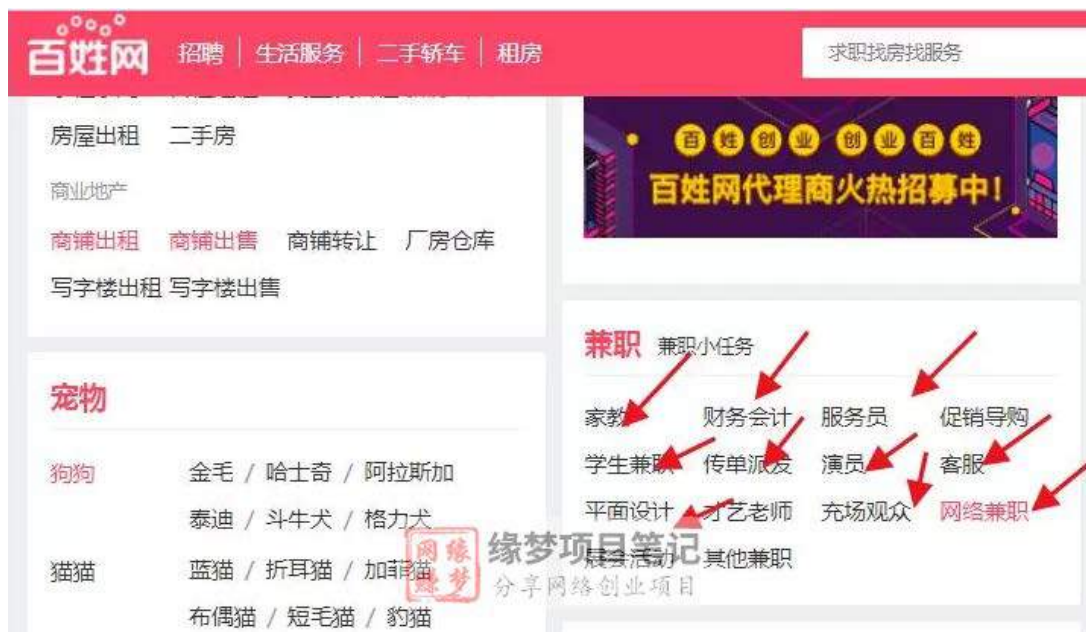 百姓网 招聘 生活服务 二手轿车 租房 求职找房找服务
房屋出租 二手房
商业地产
商铺出租 商铺出售 商铺转让 厂房仓库
写字楼出租 写字楼出售
宠物
狗狗 金毛 / 哈士奇 / 阿拉斯加
泰迪 / 斗牛犬 / 格力犬
猫猫 蓝猫 / 折耳猫 / 加菲猫
布偶猫 / 短毛猫 / 豹猫
百姓创业 创业百姓
百姓网代理商火热招募中!
兼职 兼职小任务
家教 财务会计 服务员 促销导购
学生兼职 传单派发 演员 客服
平面设计 才艺老师 充场观众 网络兼职
展会活动 其他兼职
网缘赚梦
缘梦项目笔记
分享网络创业项目